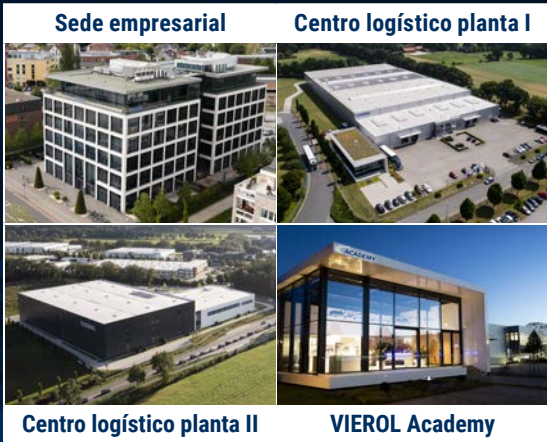 Sede empresarial
Centro logístico planta I
ACADEMY
Centro logístico planta II
VIEROL Academy